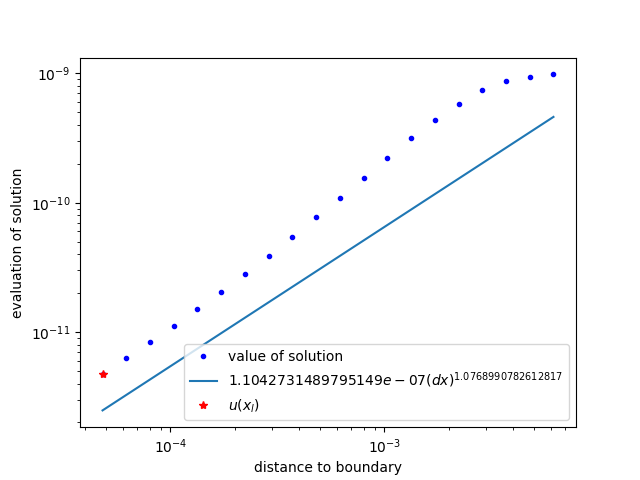 10⁻⁹
10⁻¹⁰
10⁻¹¹
evaluation of solution
value of solution
1.1042731489795149e − 07(dx)^1.0768990782612817
u(x_l)
10⁻⁴
10⁻³
distance to boundary